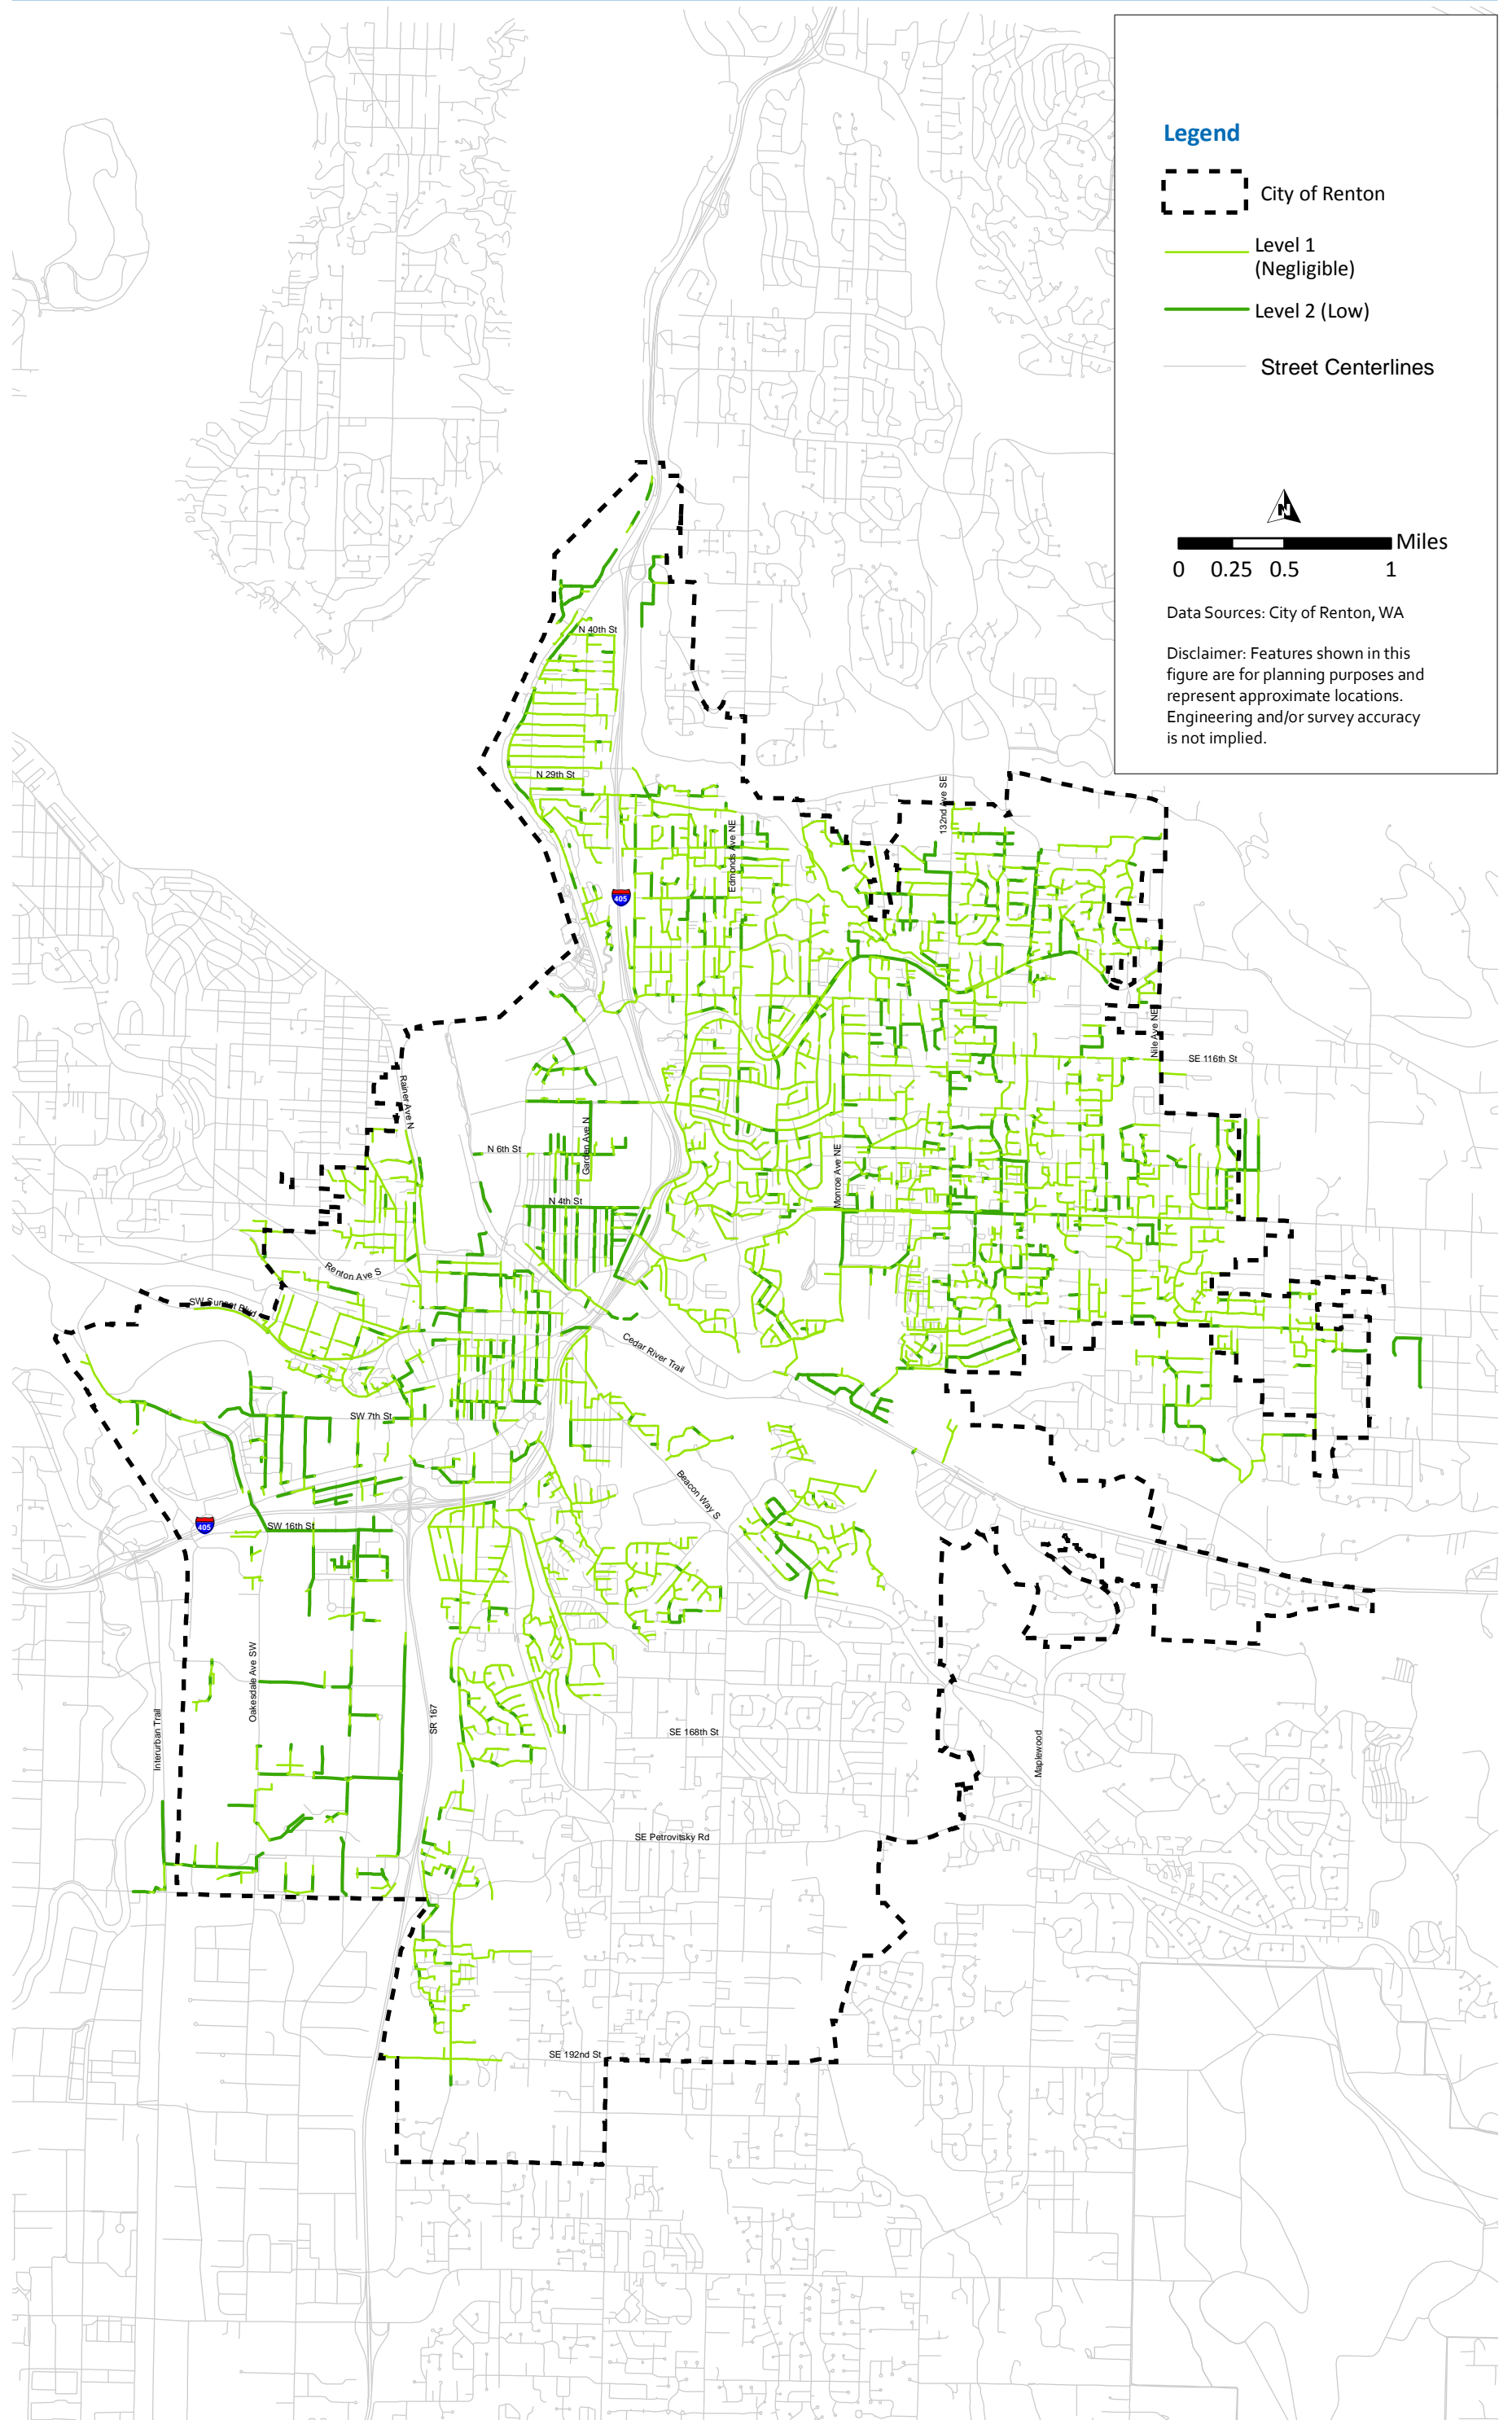 Legend
City of Renton
Level 1
(Negligible)
Level 2 (Low)
Street Centerlines
N
Miles
0 0.25 0.5 1
Data Sources: City of Renton, WA
Disclaimer: Features shown in this
figure are for planning purposes and
represent approximate locations.
Engineering and/or survey accuracy
is not implied.
N 40th St
N 29th St
132nd Ave SE
Edmonds Ave NE
405
Nile Ave NE
SE 116th St
Rainer Ave N
Garden Ave N
N 6th St
Monroe Ave NE
N 4th St
Renton Ave S
SW Sunset Blvd
Cedar River Trail
SW 7th St
Beacon Way S
405
SW 16th St
Oakesdale Ave SW
Interurban Trail
SR 167
SE 168th St
Maplewood
SE Petrovitsky Rd
SE 192nd St